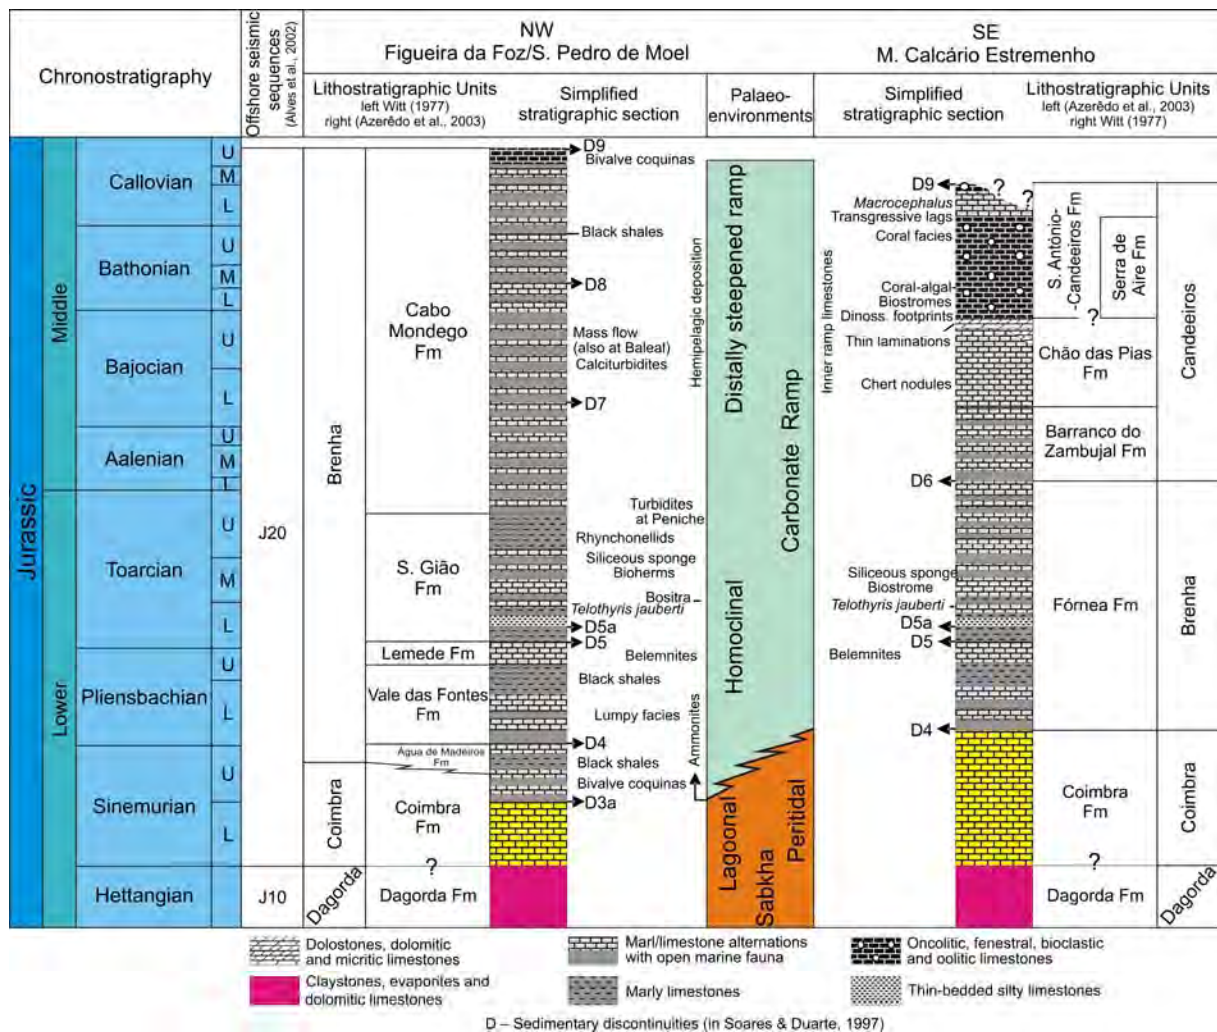 Chronostratigraphy
Offshore seismic
sequences
(Alves et al., 2002)
NW
Figueira da Foz/S. Pedro de Moel
SE
M. Calcário Estremenho
Lithostratigraphic Units
left Witt (1977)
right (Azerêdo et al., 2003)
Simplified
stratigraphic section
Palaeo-
environments
Simplified
stratigraphic section
Lithostratigraphic Units
left (Azerêdo et al., 2003)
right Witt (1977)
Jurassic
Middle
Lower
Callovian
U
M
L
Bathonian
U
M
L
Bajocian
U
L
Aalenian
U
M
L
Toarcian
U
M
L
Pliensbachian
U
L
Sinemurian
U
L
Hettangian
J20
J10
Brenha
Coimbra
Dagorda
Cabo
Mondego
Fm
S. Gião
Fm
Lemede Fm
Vale das Fontes
Fm
Água de Madeiros
Fm
Coimbra
Fm
?
Dagorda Fm
D9
Bivalve coquinas
Black shales
D8
Mass flow
(also at Baleal)
Calciturbidites
D7
Turbidites
at Peniche
Rhynchonellids
Siliceous sponge
Bioherms
Bositra
Telothyris jauberti
D5a
D5
Belemnites
Black shales
Lumpy facies
D4
Black shales
Bivalve coquinas
D3a
Hemipelagic deposition
Ammonites
Distally steepened ramp
Carbonate Ramp
Homoclinal
Lagoonal
Sabkha
Peritidal
Inner ramp limestones
D9
?
?
Macrocephalus
Transgressive lags
Coral facies
Coral-algal
Biostromes
Dinoss. footprints
Thin laminations
Chert nodules
D6
Siliceous sponge
Biostrome
Telothyris jauberti
D5a
D5
Belemnites
D4
S. António-
-Candeeiros Fm
Serra de
Aire Fm
?
Chão das Pias
Fm
Barranco do
Zambujal Fm
Fórnea Fm
Coimbra
Fm
?
Dagorda Fm
Candeeiros
Brenha
Coimbra
Dagorda
Dolostones, dolomitic
and micritic limestones
Marl/limestone alternations
with open marine fauna
Oncolitic, fenestral, bioclastic
and oolitic limestones
Claystones, evaporites and
dolomitic limestones
Marly limestones
Thin-bedded silty limestones
D – Sedimentary discontinuities (in Soares & Duarte, 1997)